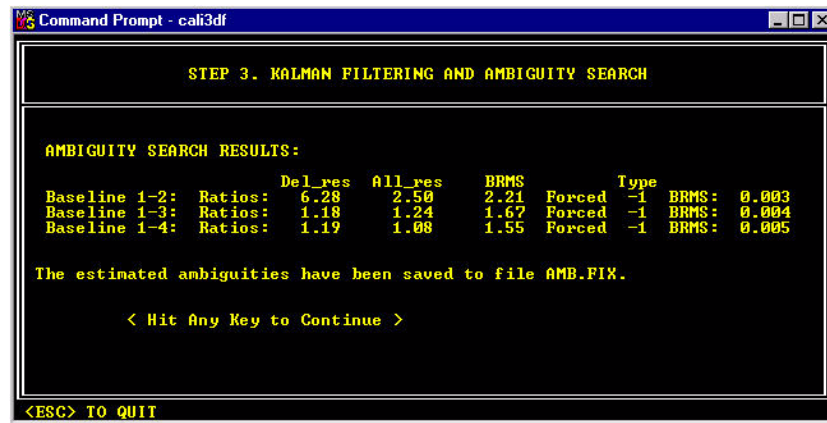 Command Prompt - cali3df
STEP 3. KALMAN FILTERING AND AMBIGUITY SEARCH
AMBIGUITY SEARCH RESULTS:
Del_res All_res BRMS Type
Baseline 1-2: Ratios: 6.28 2.50 2.21 Forced -1 BRMS: 0.003
Baseline 1-3: Ratios: 1.18 1.24 1.67 Forced -1 BRMS: 0.004
Baseline 1-4: Ratios: 1.19 1.08 1.55 Forced -1 BRMS: 0.005
The estimated ambiguities have been saved to file AMB.FIX.
< Hit Any Key to Continue >
<ESC> TO QUIT